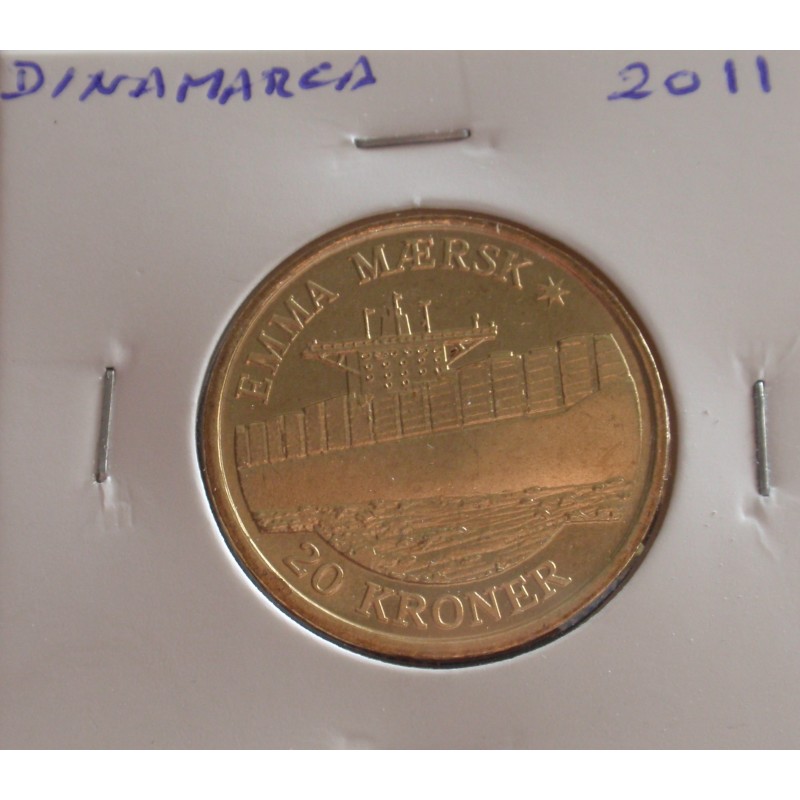 DINAMARCA 2011
EMMA MÆRSK
20 KRONER